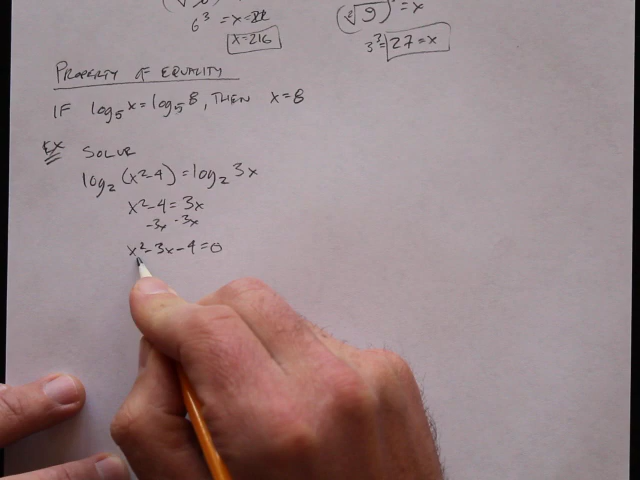 6³ = x =
x=216
= x
3³= 27 = x
PROPERTY OF EQUALITY
IF log₅x = log₅8, THEN x=8
EX SOLVE
log₂(x²-4) = log₂3x
x²-4 = 3x
-3x -3x
x²-3x-4=0